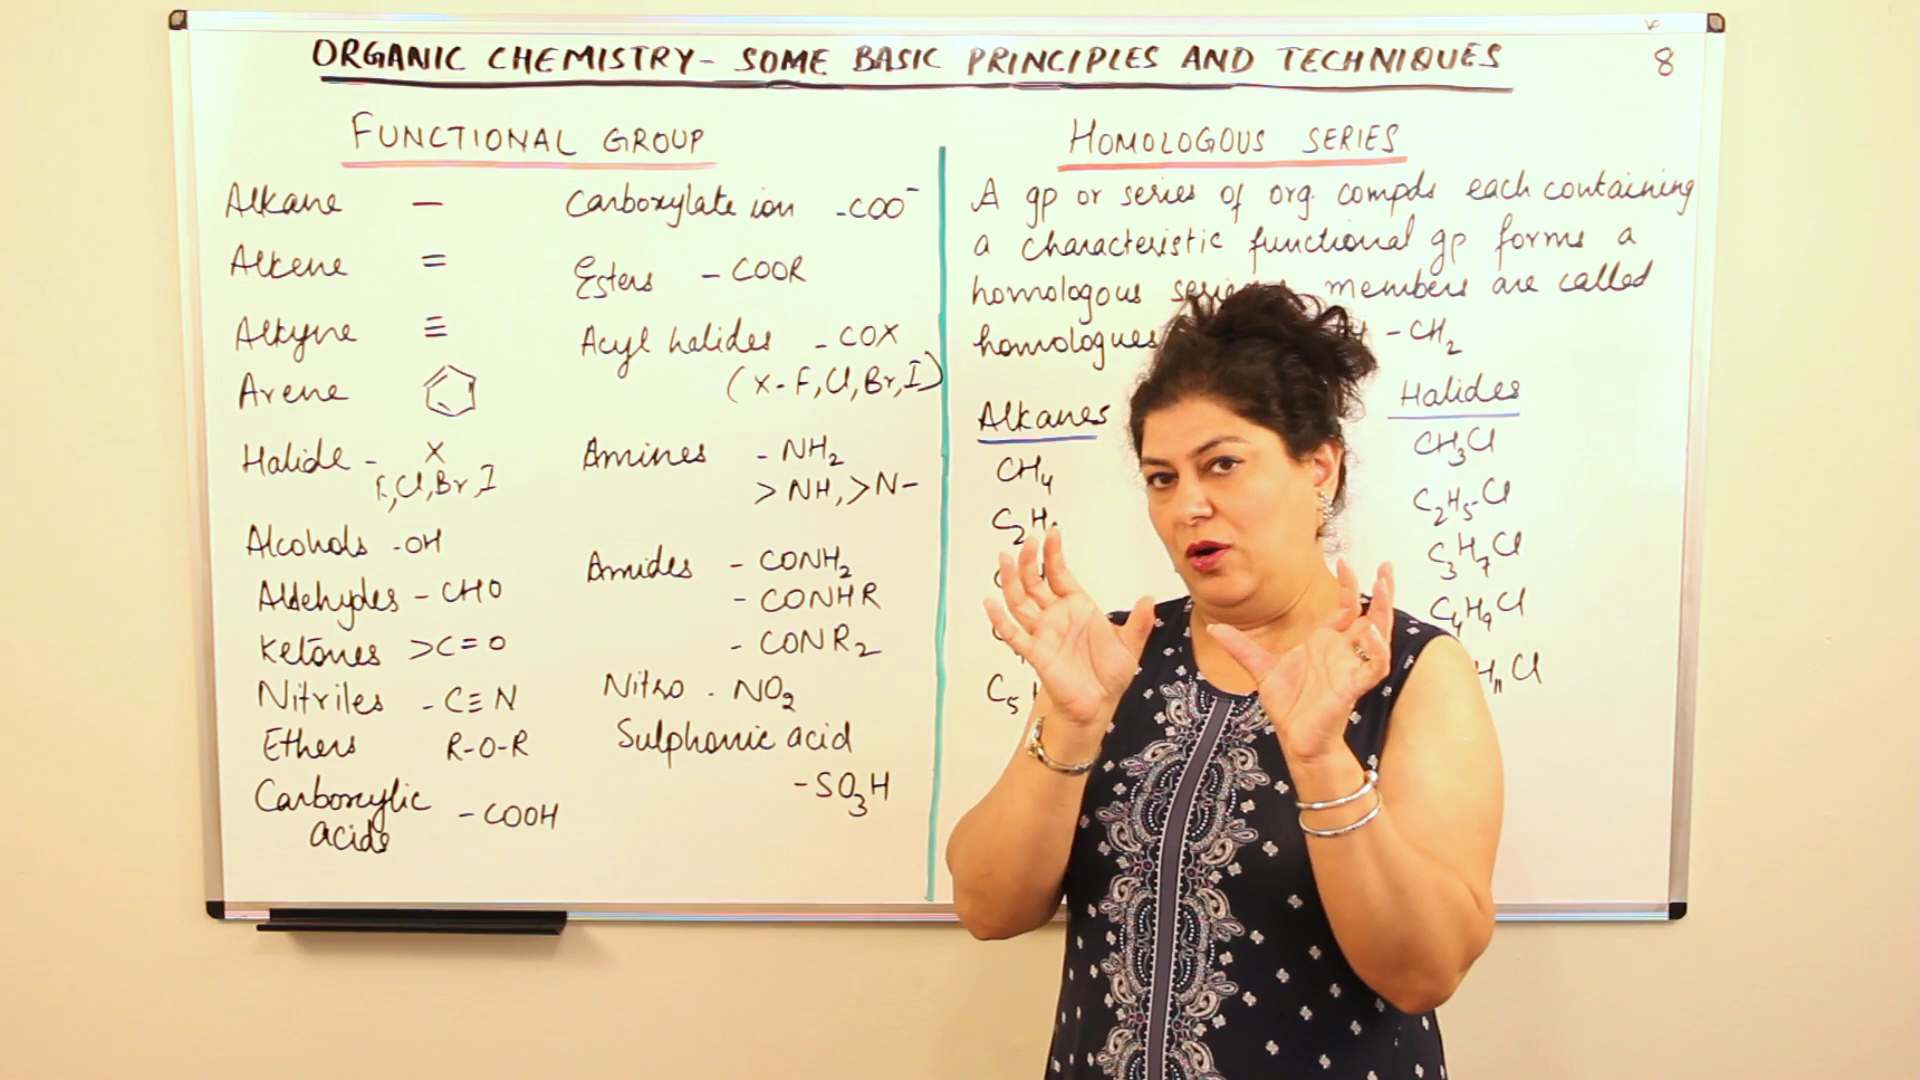 ORGANIC CHEMISTRY - SOME BASIC PRINCIPLES AND TECHNIQUES
8
FUNCTIONAL GROUP
Alkane —
Alkene =
Alkyne ≡
Arene
Halide - X
F, Cl, Br, I
Alcohols -OH
Aldehydes - CHO
Ketones >C=O
Nitriles - C≡N
Ethers R-O-R
Carboxylic acids - COOH
Carboxylate ion -COO⁻
Esters - COOR
Acyl halides - COX
(X - F, Cl, Br, I)
Amines - NH₂
>NH, >N-
Amides - CONH₂
- CONHR
- CONR₂
Nitro - NO₂
Sulphonic acid
-SO₃H
HOMOLOGOUS SERIES
A gp or series of org. compds each containing
a characteristic functional gp forms a
homologous members are called
homologues - CH₂
Alkanes
CH₄
C₂H
C₅
Halides
CH₃Cl
C₂H₅-Cl
C₃H₇Cl
C₄H₉Cl
H₁₁Cl